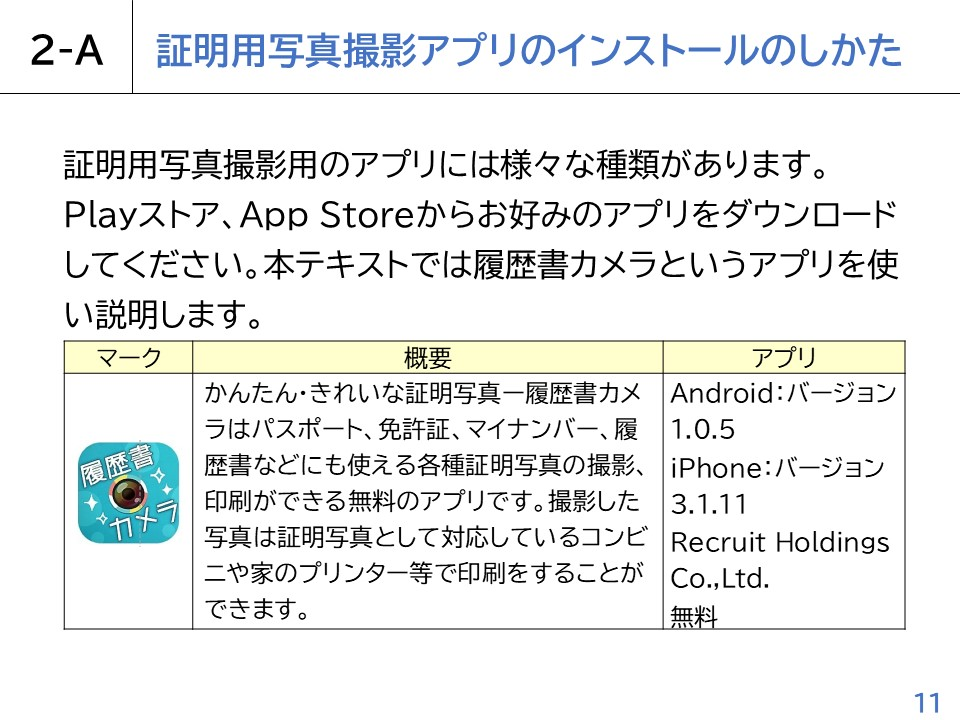 2-A
証明用写真撮影アプリのインストールのしかた
証明用写真撮影用のアプリには様々な種類があります。
Playストア、App Storeからお好みのアプリをダウンロード
してください。本テキストでは履歴書カメラというアプリを使
い説明します。
マーク
概要
アプリ
履歴書
カメラ
かんたん・きれいな証明写真ー履歴書カメ
ラはパスポート、免許証、マイナンバー、履
歴書などにも使える各種証明写真の撮影、
印刷ができる無料のアプリです。撮影した
写真は証明写真として対応しているコンビ
ニや家のプリンター等で印刷をすることが
できます。
Android：バージョン
1.0.5
iPhone：バージョン
3.1.11
Recruit Holdings
Co.,Ltd.
無料
11